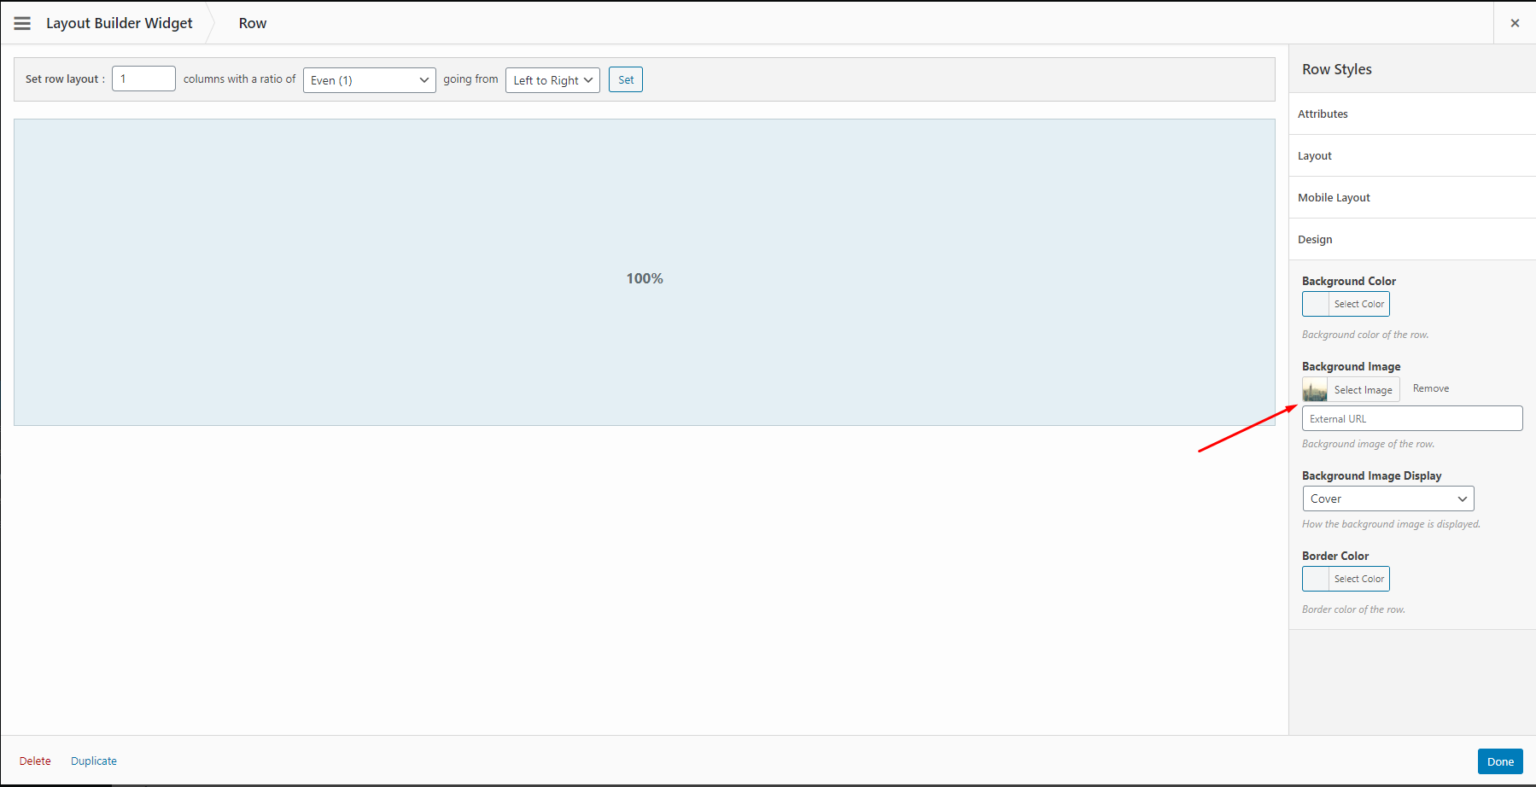 Layout Builder Widget Row
Set row layout : 1 columns with a ratio of Even (1) going from Left to Right Set
100%
Delete Duplicate
Row Styles
Attributes
Layout
Mobile Layout
Design
Background Color
Select Color
Background color of the row.
Background Image
Select Image Remove
External URL
Background image of the row.
Background Image Display
Cover
How the background image is displayed.
Border Color
Select Color
Border color of the row.
Done